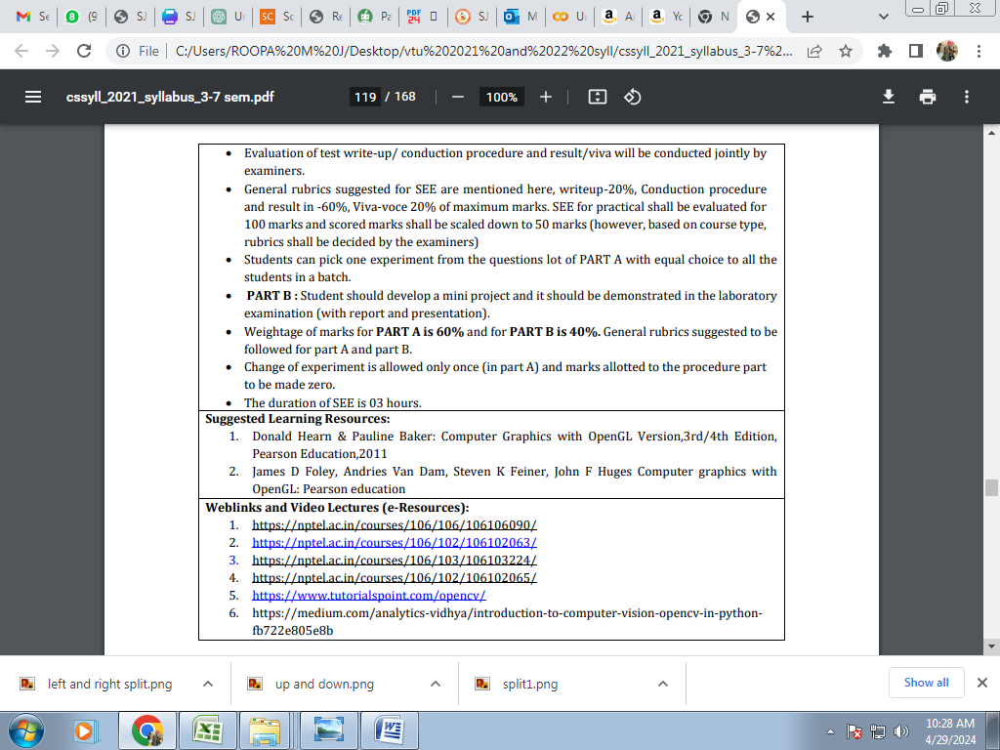 Se
(9
SJ
SJ
Ui
SC
Sc
Re
Pa
PDF
24
SJ
M
Ui
Ar
Yc
N
File
C:/Users/ROOPA%20M%20J/Desktop/vtu%202021%20and%2022%20syll/cssyll_2021_syllabus_3-7%2...
cssyll_2021_syllabus_3-7 sem.pdf
119 / 168
100%
• Evaluation of test write-up/ conduction procedure and result/viva will be conducted jointly by
examiners.
• General rubrics suggested for SEE are mentioned here, writeup-20%, Conduction procedure
and result in -60%, Viva-voce 20% of maximum marks. SEE for practical shall be evaluated for
100 marks and scored marks shall be scaled down to 50 marks (however, based on course type,
rubrics shall be decided by the examiners)
• Students can pick one experiment from the questions lot of PART A with equal choice to all the
students in a batch.
• PART B : Student should develop a mini project and it should be demonstrated in the laboratory
examination (with report and presentation).
• Weightage of marks for PART A is 60% and for PART B is 40%. General rubrics suggested to be
followed for part A and part B.
• Change of experiment is allowed only once (in part A) and marks allotted to the procedure part
to be made zero.
• The duration of SEE is 03 hours.
Suggested Learning Resources:
1. Donald Hearn & Pauline Baker: Computer Graphics with OpenGL Version,3rd/4th Edition,
Pearson Education,2011
2. James D Foley, Andries Van Dam, Steven K Feiner, John F Huges Computer graphics with
OpenGL: Pearson education
Weblinks and Video Lectures (e-Resources):
1. https://nptel.ac.in/courses/106/106/106106090/
2. https://nptel.ac.in/courses/106/102/106102063/
3. https://nptel.ac.in/courses/106/103/106103224/
4. https://nptel.ac.in/courses/106/102/106102065/
5. https://www.tutorialspoint.com/opencv/
6. https://medium.com/analytics-vidhya/introduction-to-computer-vision-opencv-in-python-
fb722e805e8b
left and right split.png
up and down.png
split1.png
Show all
10:28 AM
4/29/2024